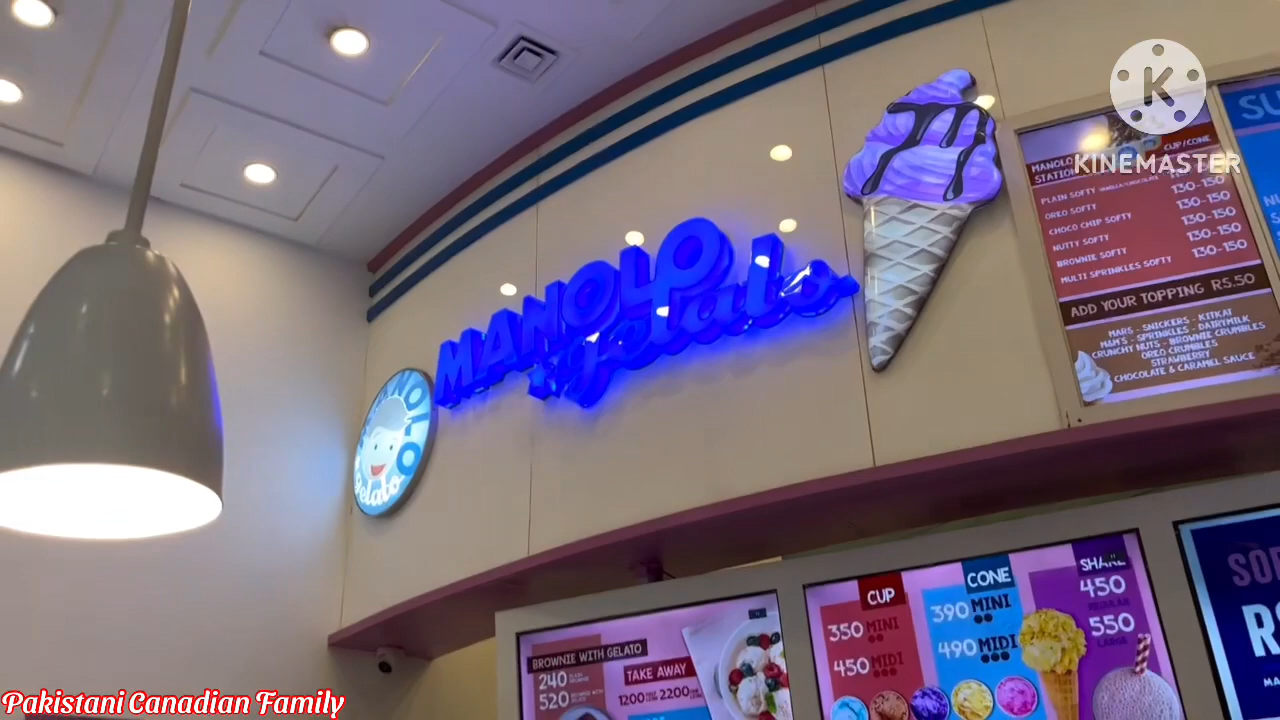 K
KINEMASTER
MANOLO
gelato
MANOLO
gelato
MANOLO
STATION
CUP/CONE
PLAIN SOFTY VANILLA/CHOCOLATE
130-150
OREO SOFTY
130-150
CHOCO CHIP SOFTY
130-150
NUTTY SOFTY
130-150
BROWNIE SOFTY
130-150
MULTI SPRINKLES SOFTY
130-150
ADD YOUR TOPPING RS.50
MARS - SNICKERS - KITKAT
M&M'S - SPRINKLES - DAIRYMILK
CRUNCHY NUTS - BROWNIE CRUMBLES
OREO CRUMBLES
STRAWBERRY
CHOCOLATE & CARAMEL SAUCE
BROWNIE WITH GELATO
240
520
TAKE AWAY
1200 2200
CUP
350 MINI
450 MIDI
CONE
390 MINI
490 MIDI
SHAKE
450
REGULAR
550
LARGE
Pakistani Canadian Family